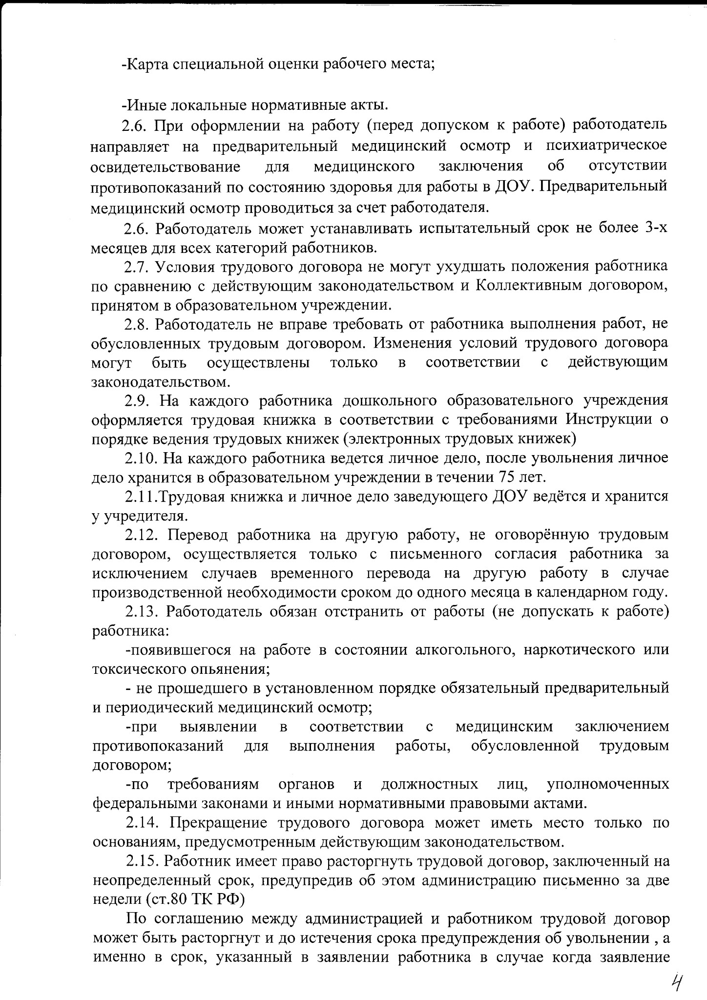 -Карта специальной оценки рабочего места;
-Иные локальные нормативные акты.
2.6. При оформлении на работу (перед допуском к работе) работодатель
направляет на предварительный медицинский осмотр и психиатрическое
освидетельствование для медицинского заключения об отсутствии
противопоказаний по состоянию здоровья для работы в ДОУ. Предварительный
медицинский осмотр проводиться за счет работодателя.
2.6. Работодатель может устанавливать испытательный срок не более 3-х
месяцев для всех категорий работников.
2.7. Условия трудового договора не могут ухудшать положения работника
по сравнению с действующим законодательством и Коллективным договором,
принятом в образовательном учреждении.
2.8. Работодатель не вправе требовать от работника выполнения работ, не
обусловленных трудовым договором. Изменения условий трудового договора
могут быть осуществлены только в соответствии с действующим
законодательством.
2.9. На каждого работника дошкольного образовательного учреждения
оформляется трудовая книжка в соответствии с требованиями Инструкции о
порядке ведения трудовых книжек (электронных трудовых книжек)
2.10. На каждого работника ведется личное дело, после увольнения личное
дело хранится в образовательном учреждении в течении 75 лет.
2.11.Трудовая книжка и личное дело заведующего ДОУ ведётся и хранится
у учредителя.
2.12. Перевод работника на другую работу, не оговорённую трудовым
договором, осуществляется только с письменного согласия работника за
исключением случаев временного перевода на другую работу в случае
производственной необходимости сроком до одного месяца в календарном году.
2.13. Работодатель обязан отстранить от работы (не допускать к работе)
работника:
-появившегося на работе в состоянии алкогольного, наркотического или
токсического опьянения;
- не прошедшего в установленном порядке обязательный предварительный
и периодический медицинский осмотр;
-при выявлении в соответствии с медицинским заключением
противопоказаний для выполнения работы, обусловленной трудовым
договором;
-по требованиям органов и должностных лиц, уполномоченных
федеральными законами и иными нормативными правовыми актами.
2.14. Прекращение трудового договора может иметь место только по
основаниям, предусмотренным действующим законодательством.
2.15. Работник имеет право расторгнуть трудовой договор, заключенный на
неопределенный срок, предупредив об этом администрацию письменно за две
недели (ст.80 ТК РФ)
По соглашению между администрацией и работником трудовой договор
может быть расторгнут и до истечения срока предупреждения об увольнении , а
именно в срок, указанный в заявлении работника в случае когда заявление
4